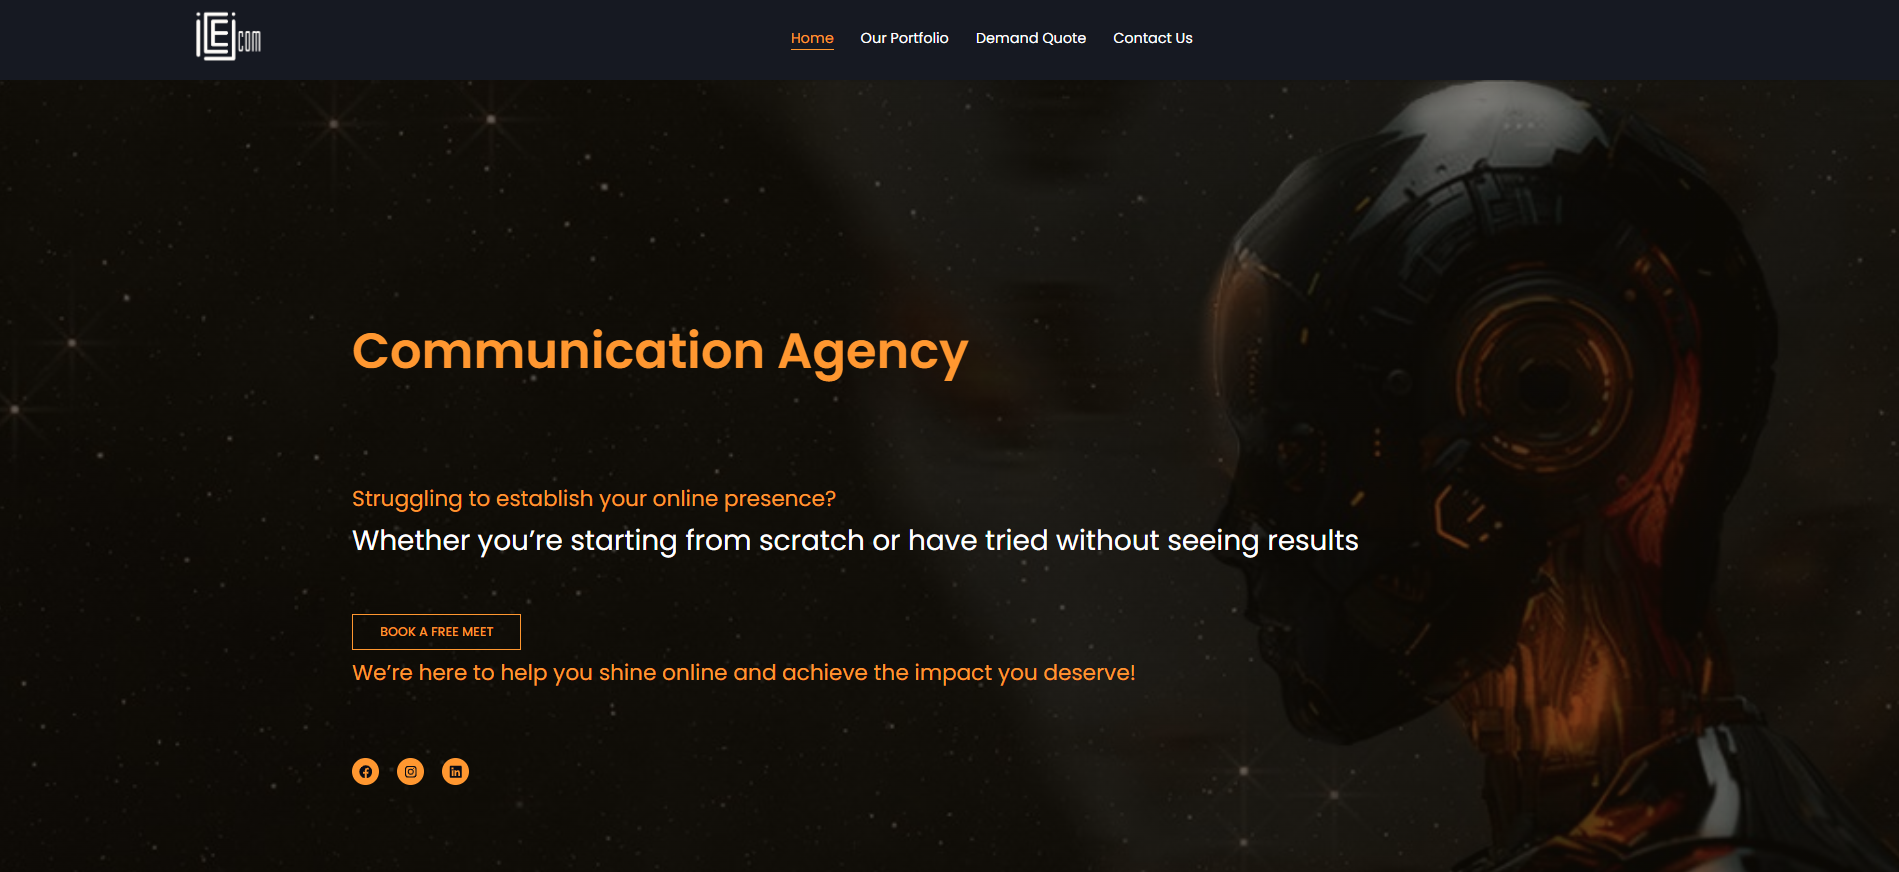 com
Home
Our Portfolio
Demand Quote
Contact Us
Communication Agency
Struggling to establish your online presence?
Whether you’re starting from scratch or have tried without seeing results
BOOK A FREE MEET
We’re here to help you shine online and achieve the impact you deserve!